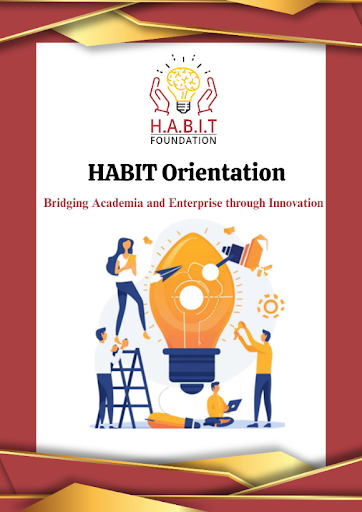 H.A.B.I.T
FOUNDATION
HABIT Orientation
Bridging Academia and Enterprise through Innovation